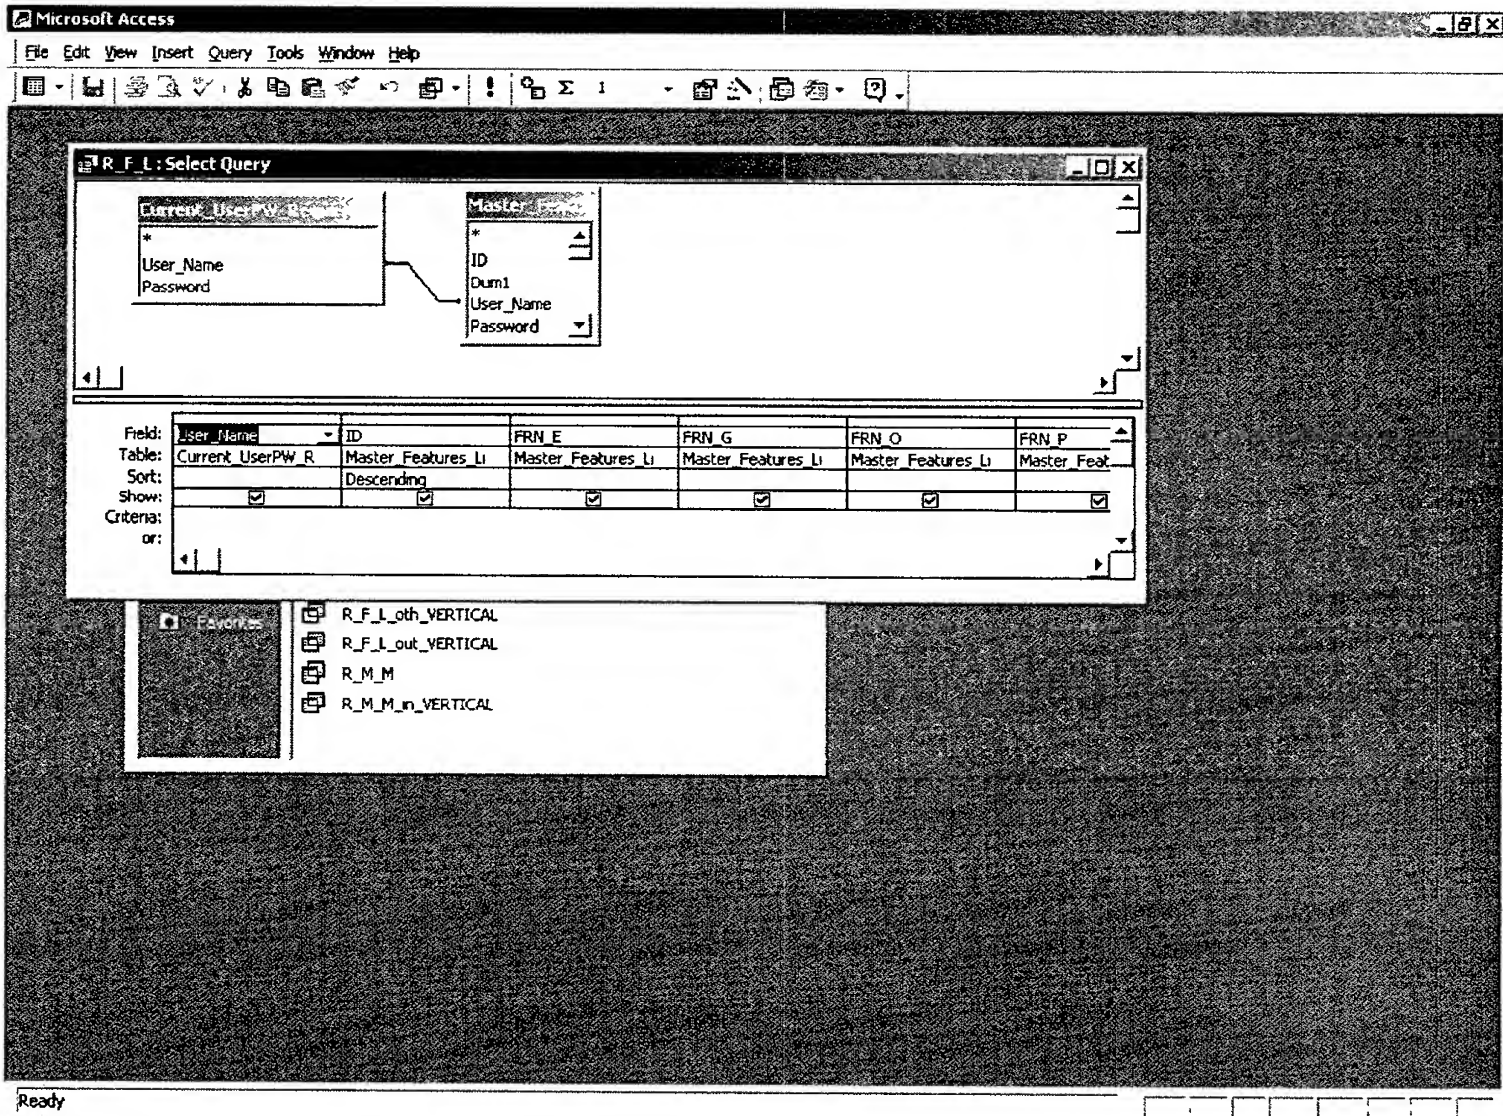 Microsoft Access
File Edit View Insert Query Tools Window Help
Σ 1
R_F_L : Select Query
*
User_Name
Password
Master
*
ID
Dum1
User_Name
Password
Field: User_Name ID FRN_E FRN_G FRN_O FRN_P
Table: Current_UserPW_R Master_Features_Li Master_Features_Li Master_Features_Li Master_Features_Li Master_Feat
Sort: Descending
Show:
Criteria:
or:
Favorites
R_F_L_oth_VERTICAL
R_F_L_out_VERTICAL
R_M_M
R_M_M_in_VERTICAL
Ready